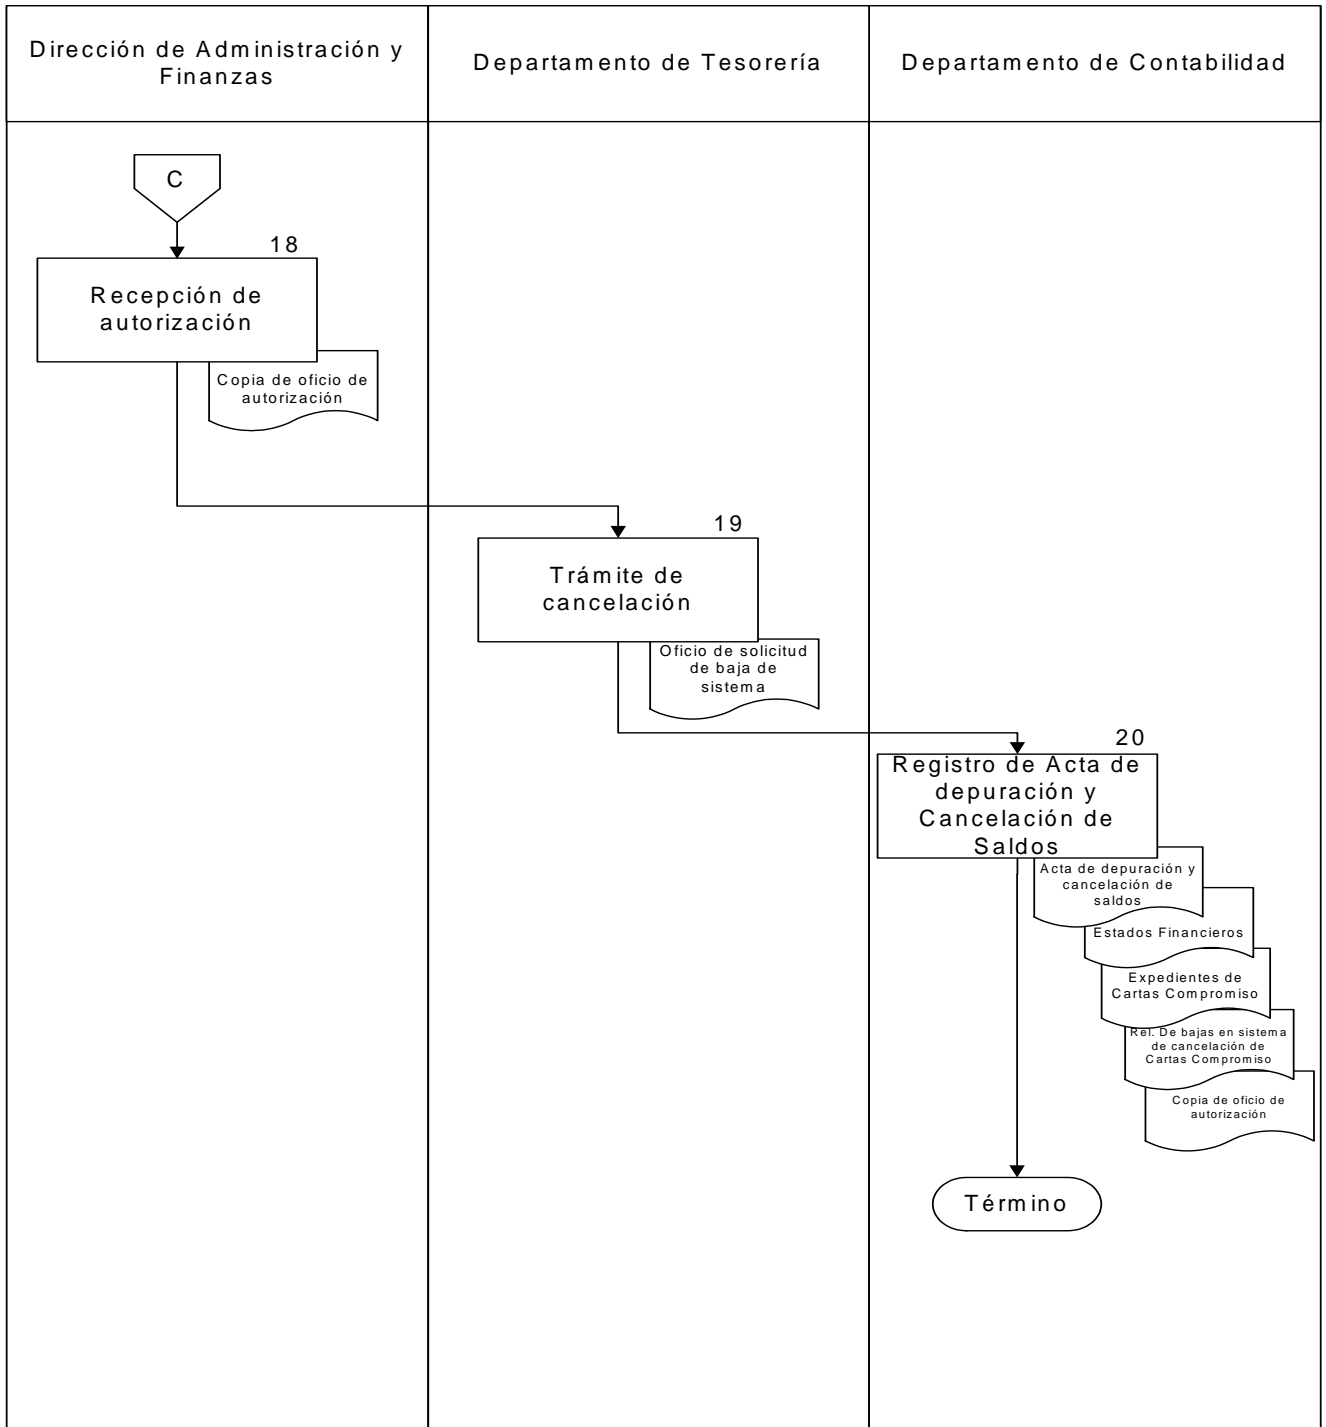 Dirección de Administración y
Finanzas
Departamento de Tesorería
Departamento de Contabilidad
C
18
Recepción de
autorización
Copia de oficio de
autorización
19
Trámite de
cancelación
Oficio de solicitud
de baja de
sistema
20
Registro de Acta de
depuración y
Cancelación de
Saldos
Acta de depuración y
cancelación de
saldos
Estados Financieros
Expedientes de
Cartas Compromiso
Rel. De bajas en sistema
de cancelación de
Cartas Compromiso
Copia de oficio de
autorización
Término